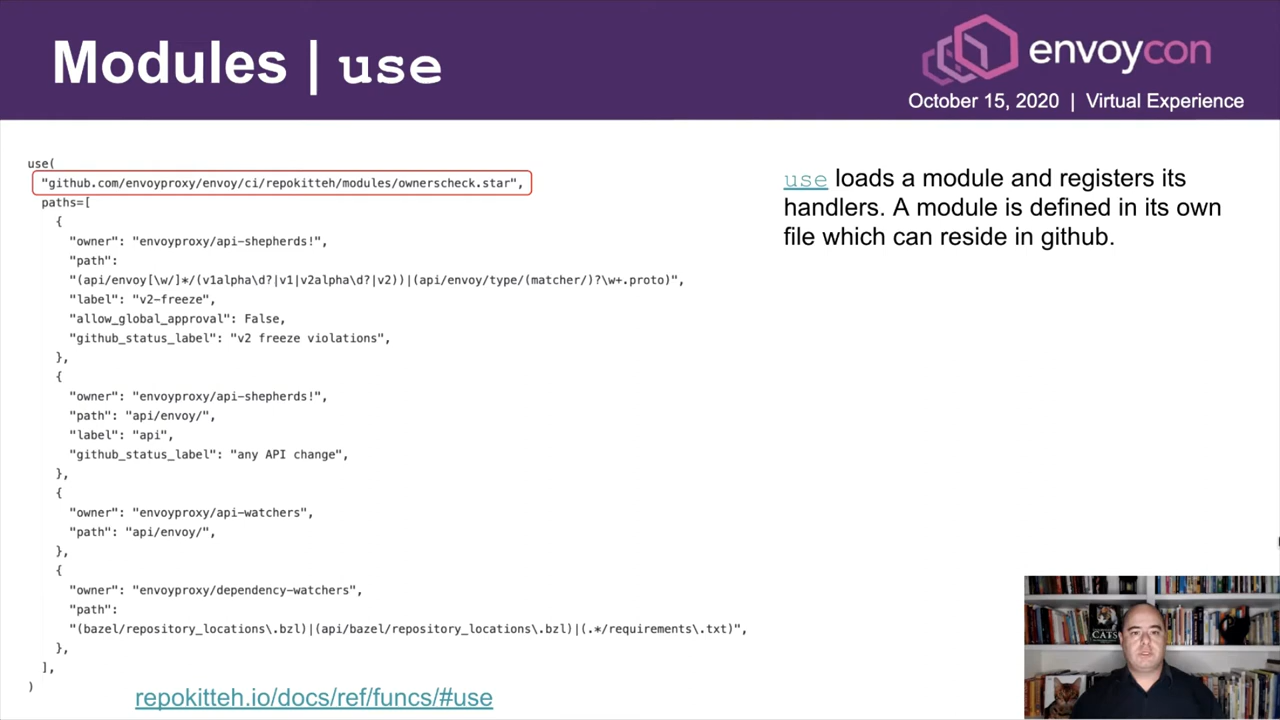 Modules | use
envoycon
October 15, 2020 | Virtual Experience
use(
"github.com/envoyproxy/envoy/ci/repokitteh/modules/ownerscheck.star",
paths=[
{
"owner": "envoyproxy/api-shepherds!",
"path":
"(api/envoy[\w/]*/(v1alpha\d?|v1|v2alpha\d?|v2))|(api/envoy/type/(matcher/)?\w+.proto)",
"label": "v2-freeze",
"allow_global_approval": False,
"github_status_label": "v2 freeze violations",
},
{
"owner": "envoyproxy/api-shepherds!",
"path": "api/envoy/",
"label": "api",
"github_status_label": "any API change",
},
{
"owner": "envoyproxy/api-watchers",
"path": "api/envoy/",
},
{
"owner": "envoyproxy/dependency-watchers",
"path":
"(bazel/repository_locations\.bzl)|(api/bazel/repository_locations\.bzl)|(.*/requirements\.txt)",
},
],
)
repokitteh.io/docs/ref/funcs/#use
use loads a module and registers its
handlers. A module is defined in its own
file which can reside in github.
CATS